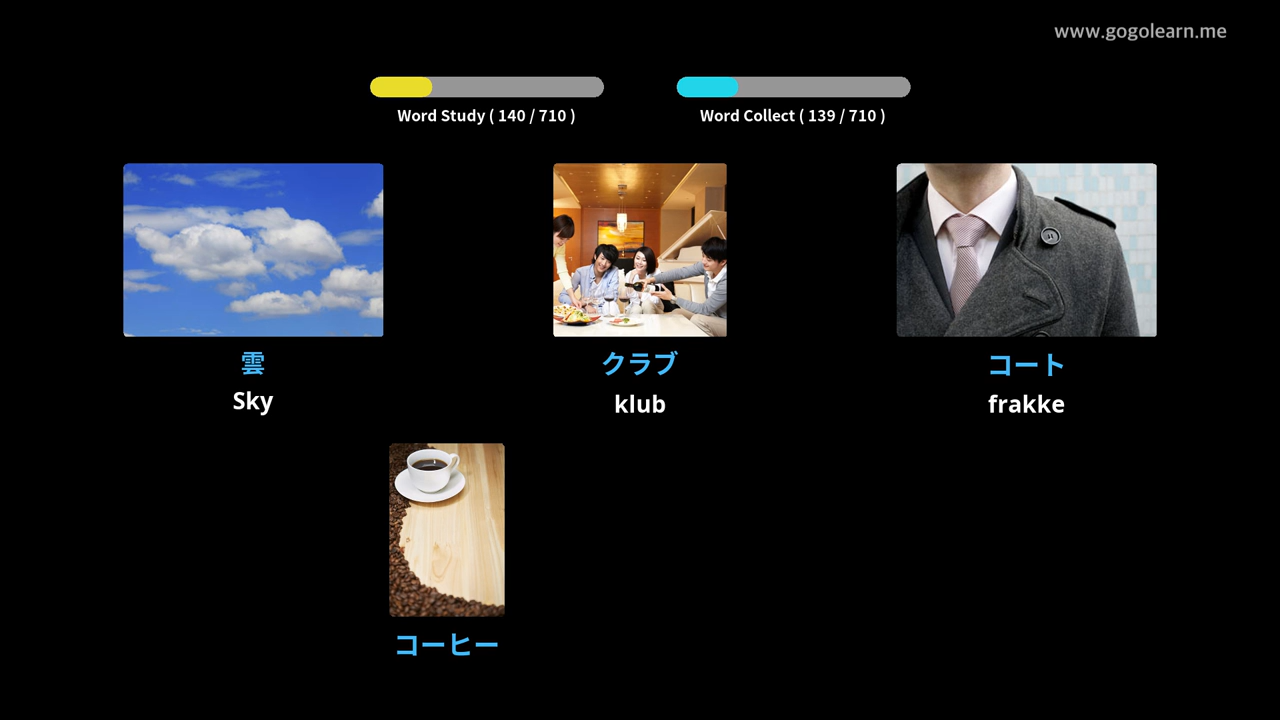 www.gogolearn.me
Word Study ( 140 / 710 )
Word Collect ( 139 / 710 )
雲
Sky
クラブ
klub
コート
frakke
コーヒー